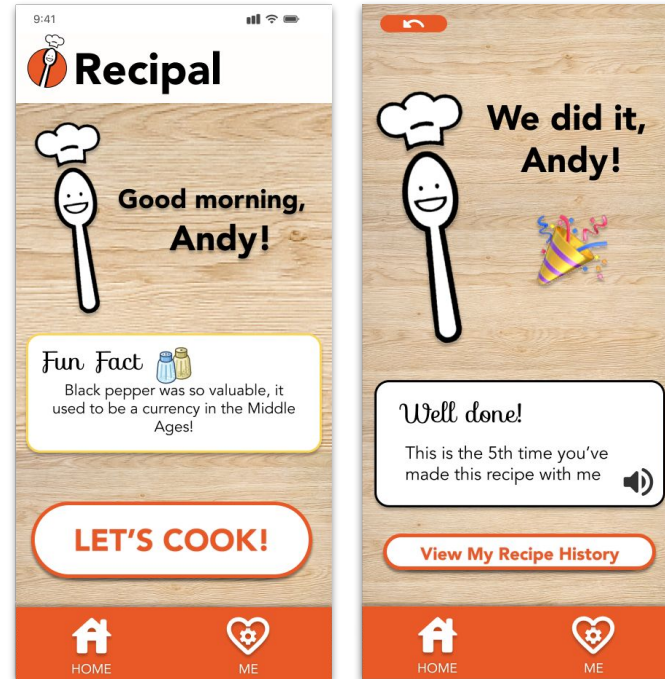 9:41
Recipal
Good morning,
Andy!
Fun Fact
Black pepper was so valuable, it
used to be a currency in the Middle
Ages!
LET'S COOK!
HOME
ME
We did it,
Andy!
Well done!
This is the 5th time you've
made this recipe with me
View My Recipe History
HOME
ME